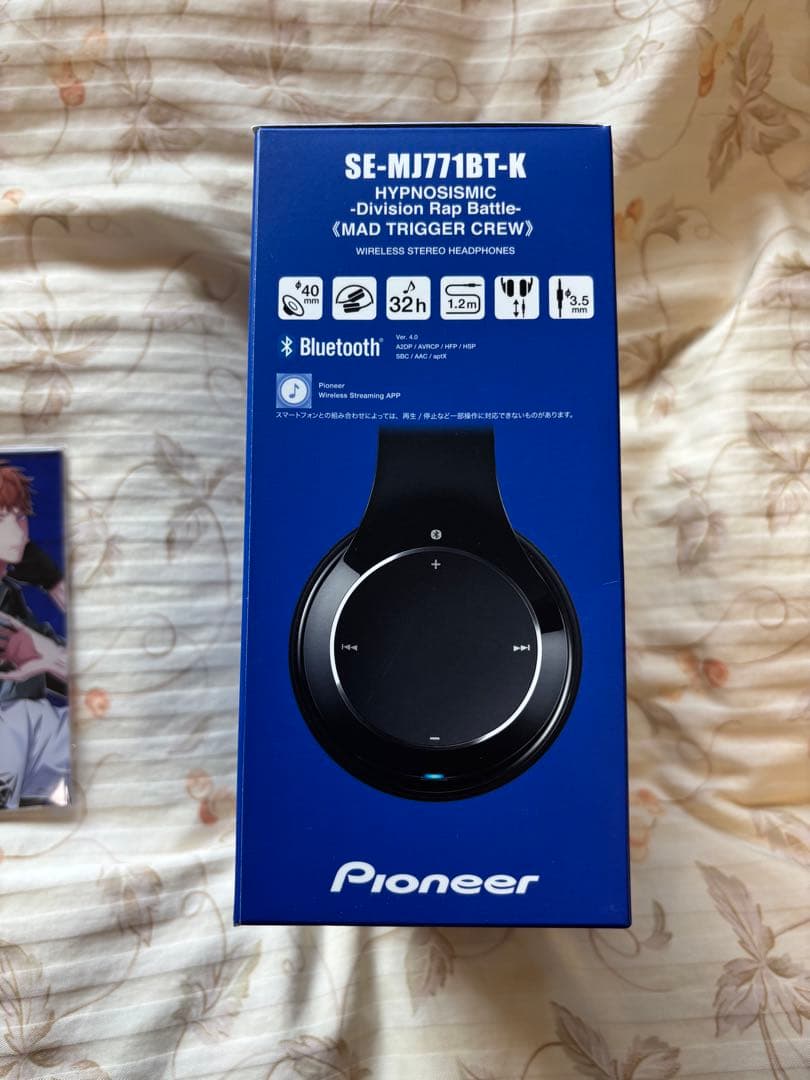 SE-MJ771BT-K
HYPNOSISMIC
-Division Rap Battle-
《MAD TRIGGER CREW》
WIRELESS STEREO HEADPHONES
φ40 mm
32h
1.2m
φ3.5 mm
Bluetooth®
Ver. 4.0
A2DP / AVRCP / HFP / HSP
SBC / AAC / aptX
Pioneer
Wireless Streaming APP
スマートフォンとの組み合わせによっては、再生 / 停止など一部操作に対応できないものがあります。
Pioneer